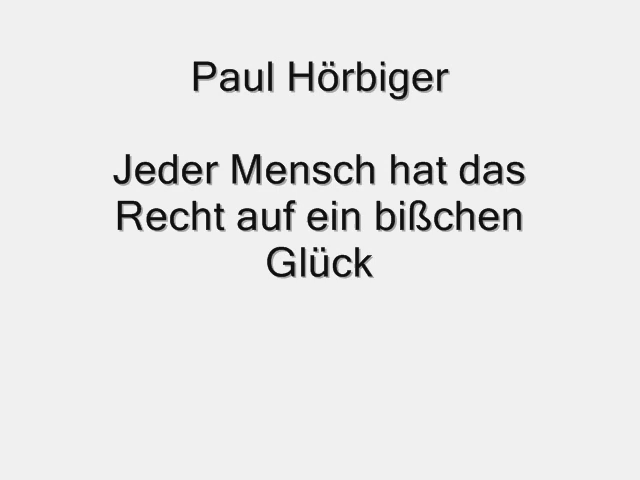 Paul Hörbiger
Jeder Mensch hat das
Recht auf ein bißchen
Glück